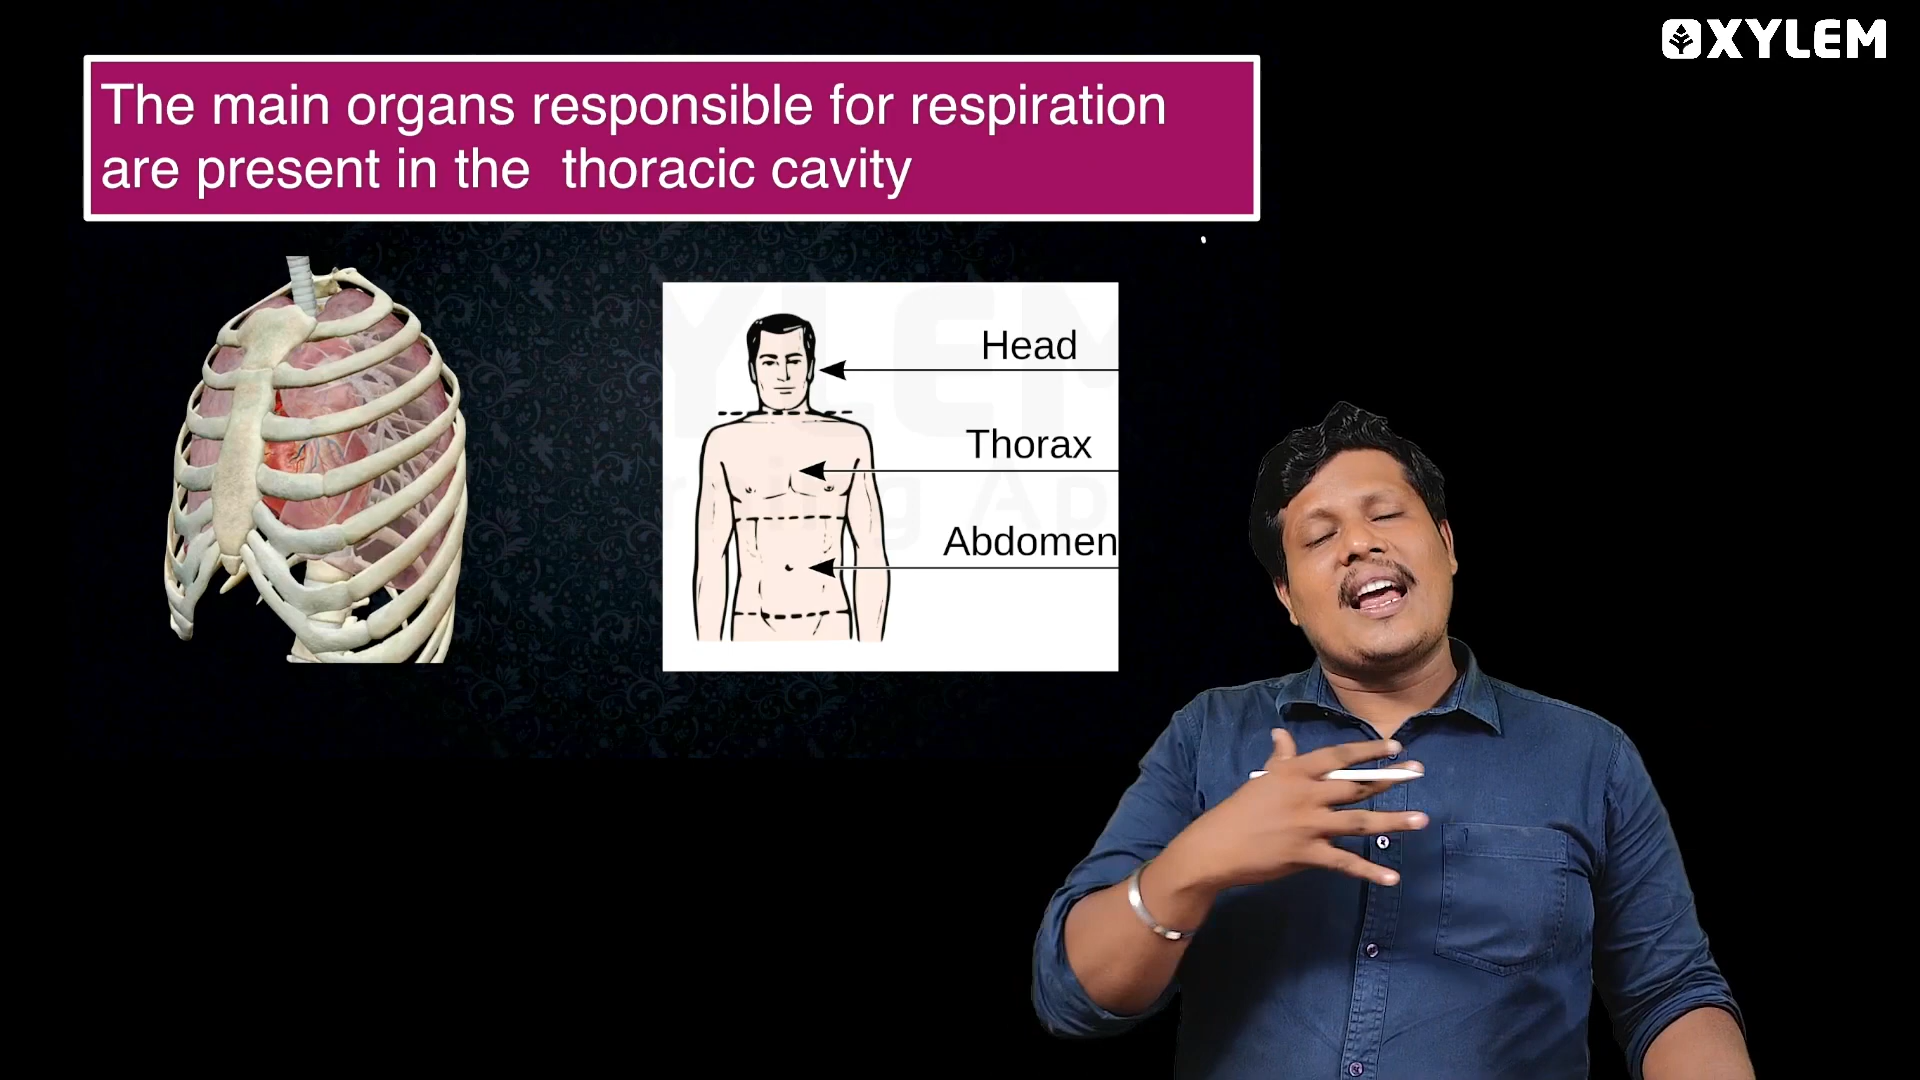 XYLEM
The main organs responsible for respiration
are present in the thoracic cavity
Head
Thorax
Abdomen